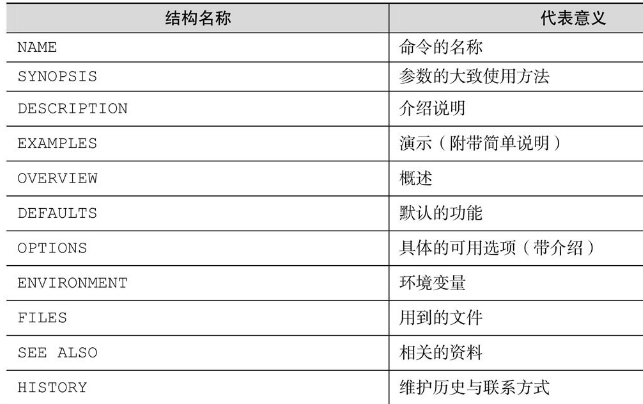 结构名称 代表意义
NAME 命令的名称
SYNOPSIS 参数的大致使用方法
DESCRIPTION 介绍说明
EXAMPLES 演示（附带简单说明）
OVERVIEW 概述
DEFAULTS 默认的功能
OPTIONS 具体的可用选项（带介绍）
ENVIRONMENT 环境变量
FILES 用到的文件
SEE ALSO 相关的资料
HISTORY 维护历史与联系方式